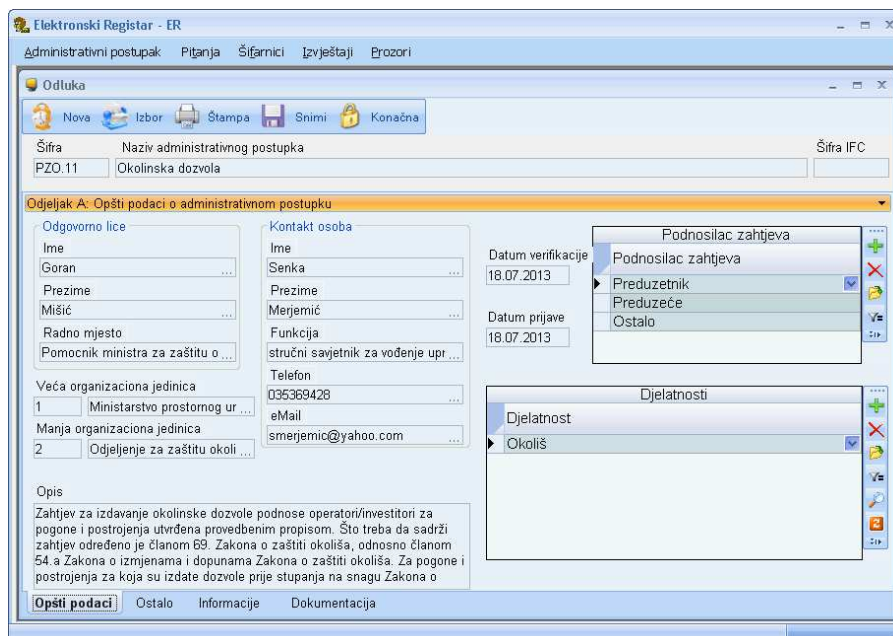 Elektronski Registar - ER
Administrativni postupak Pitanja Šifarnici Izvještaji Prozori
Odluka
Nova Izbor Štampa Snimi Konačna
Šifra Naziv administrativnog postupka Šifra IFC
PZO.11 Okolinska dozvola
Odjeljak A: Opšti podaci o administrativnom postupku
Odgovorno lice
Ime
Goran ...
Prezime
Mišić ...
Radno mjesto
Pomocnik ministra za zaštitu o ...
Veća organizaciona jedinica
1 Ministarstvo prostornog ur ...
Manja organizaciona jedinica
2 Odjeljenje za zaštitu okoli ...
Kontakt osoba
Ime
Senka ...
Prezime
Merjemić ...
Funkcija
stručni savjetnik za vođenje upr ...
Telefon
035369428 ...
eMail
smerjemic@yahoo.com ...
Datum verifikacije
18.07.2013
Datum prijave
18.07.2013
Podnosilac zahtjeva
Podnosilac zahtjeva
Preduzetnik
Preduzeće
Ostalo
Djelatnosti
Djelatnost
Okoliš
Opis
Zahtjev za izdavanje okolinske dozvole podnose operatori/investitori za
pogone i postrojenja utvrđena provedbenim propisom. Što treba da sadrži
zahtjev određeno je članom 69. Zakona o zaštiti okoliša, odnosno članom
54.a Zakona o izmjenama i dopunama Zakona o zaštiti okoliša. Za pogone i
postrojenja za koja su izdate dozvole prije stupanja na snagu Zakona o
Opšti podaci Ostalo Informacije Dokumentacija